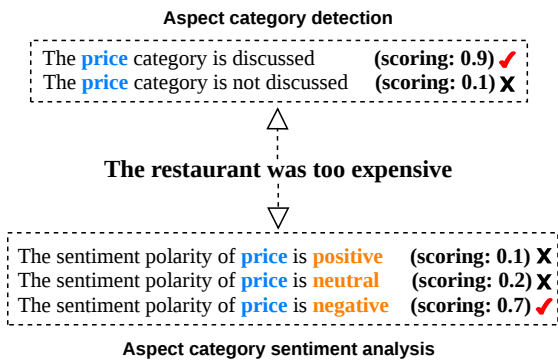 Aspect category detection
The price category is discussed (scoring: 0.9) ✓
The price category is not discussed (scoring: 0.1) X
The restaurant was too expensive
The sentiment polarity of price is positive (scoring: 0.1) X
The sentiment polarity of price is neutral (scoring: 0.2) X
The sentiment polarity of price is negative (scoring: 0.7) ✓
Aspect category sentiment analysis